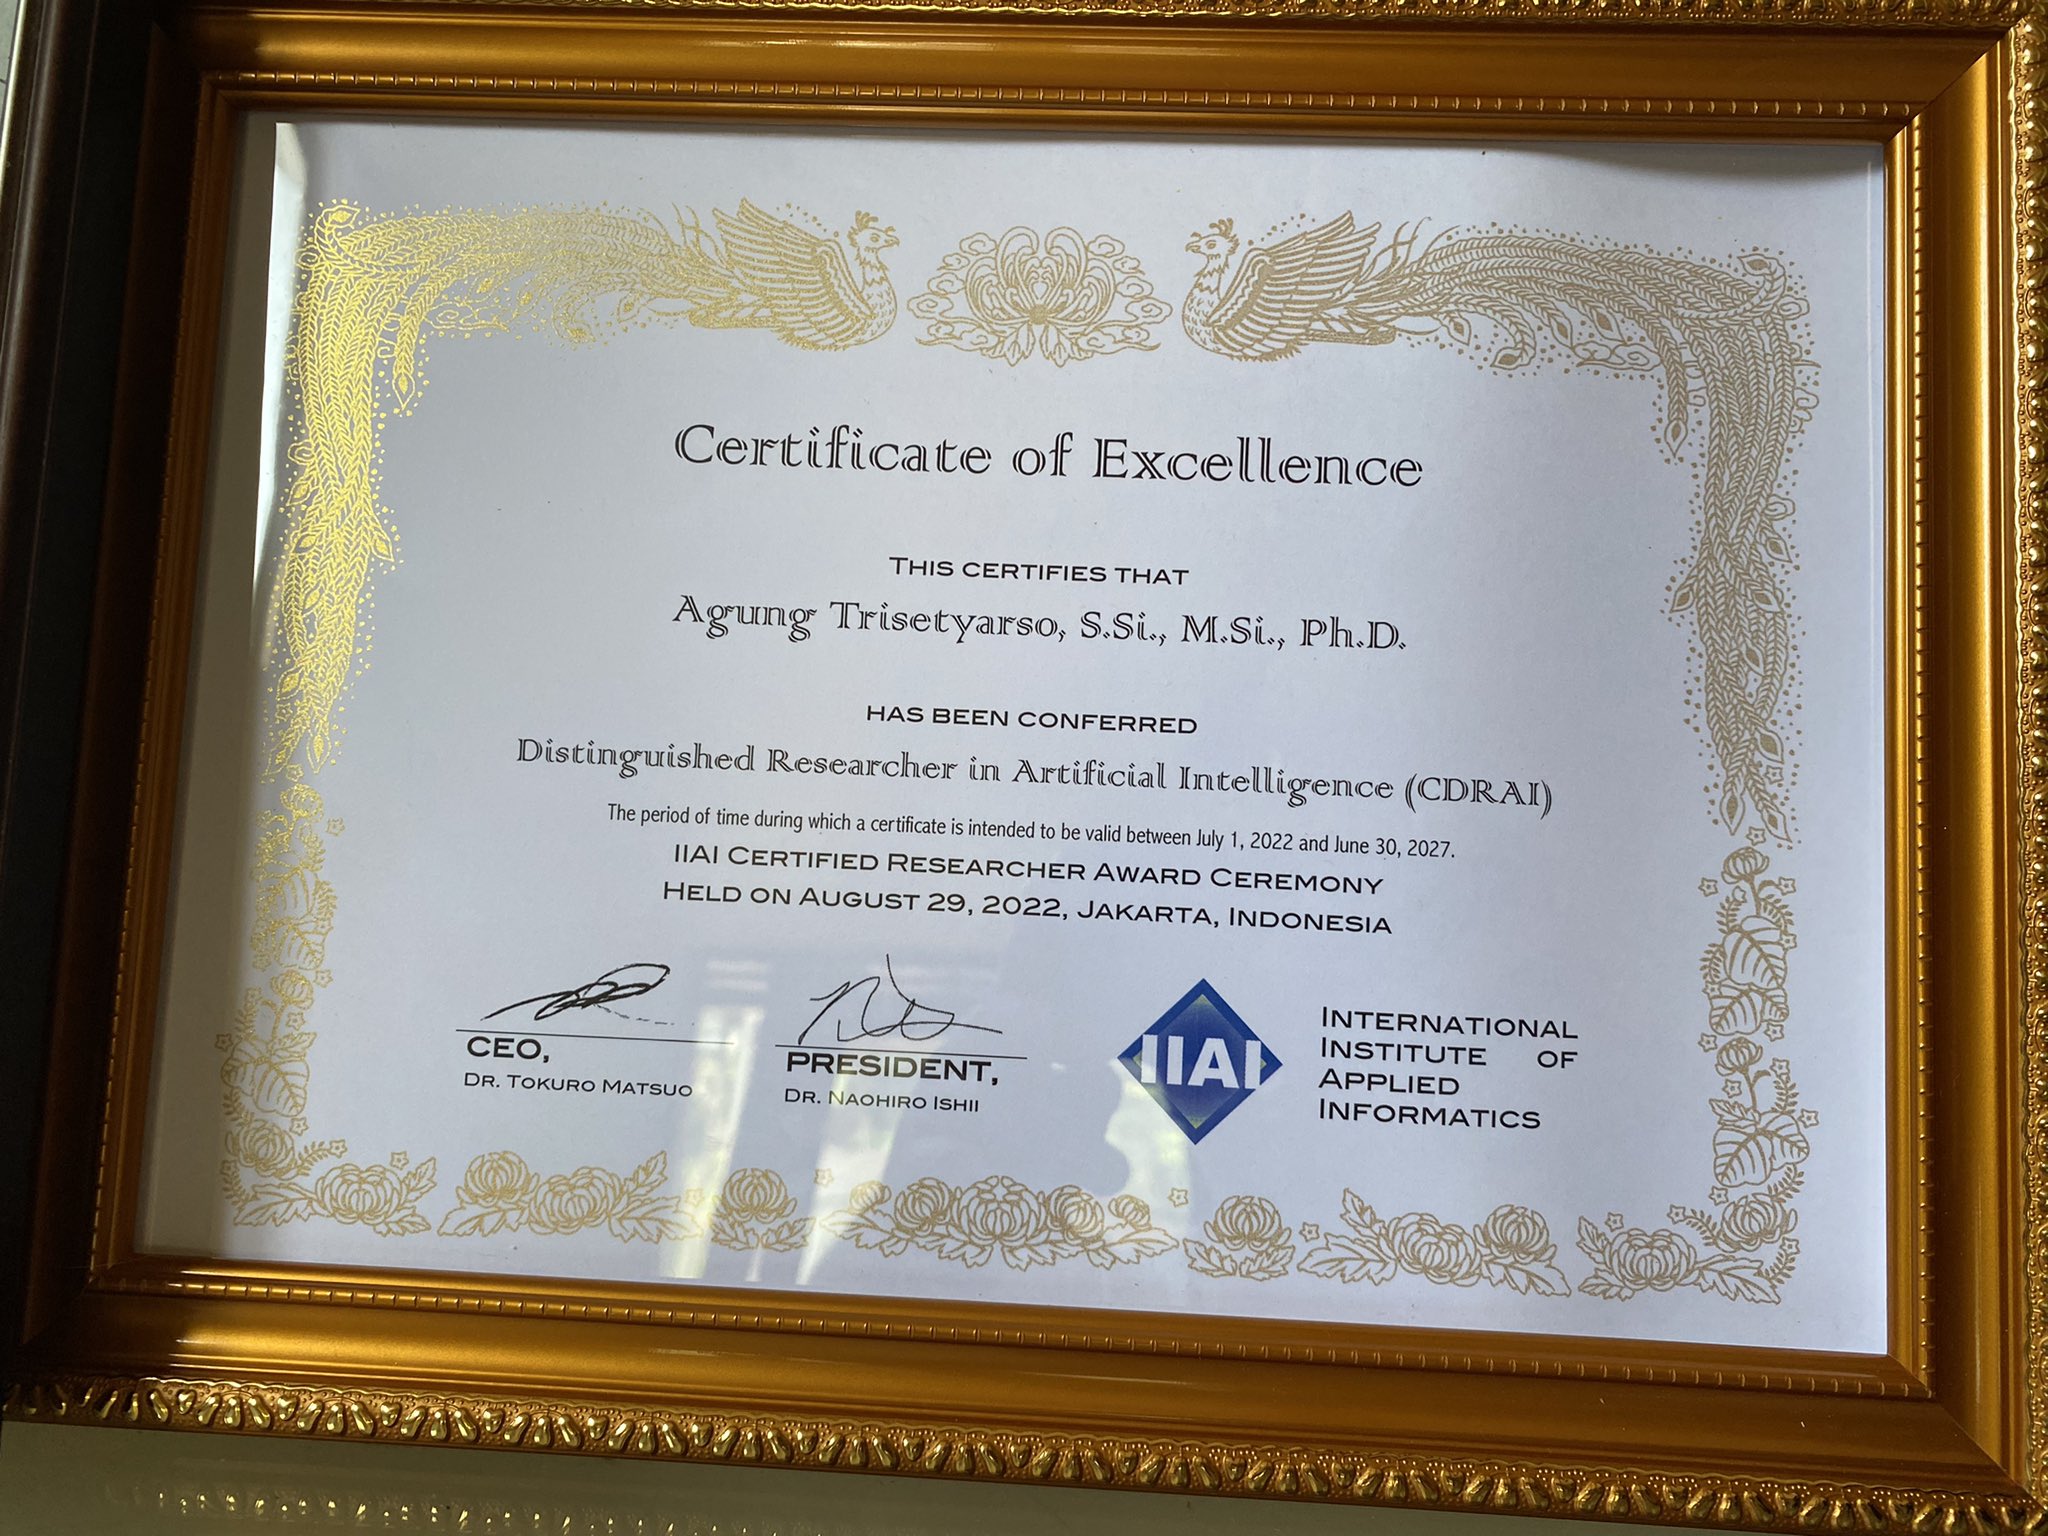 Certificate of Excellence
THIS CERTIFIES THAT
Agung Trisetyarso, S.Si., M.Si., Ph.D.
HAS BEEN CONFERRED
Distinguished Researcher in Artificial Intelligence (CDRAI)
The period of time during which a certificate is intended to be valid between July 1, 2022 and June 30, 2027.
IIAI CERTIFIED RESEARCHER AWARD CEREMONY
HELD ON AUGUST 29, 2022, JAKARTA, INDONESIA
CEO,
DR. TOKURO MATSUO
PRESIDENT,
DR. NAOHIRO ISHII
IIAI
INTERNATIONAL
INSTITUTE OF
APPLIED
INFORMATICS